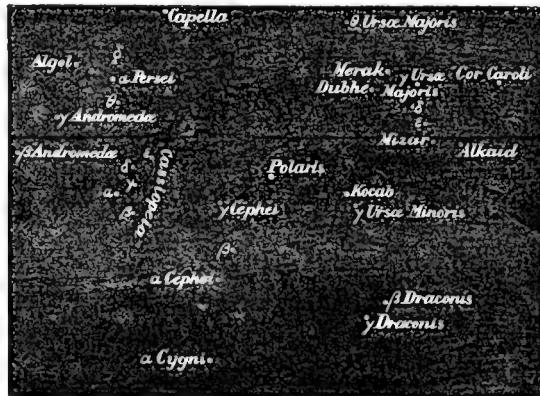 Capella
θ Ursæ Majoris
Algol
δ
α Persei
Merak
γ Ursæ
Majoris
Cor Caroli
Dubhe
θ
δ
ε
γ Andromedæ
Mizar
Alkaid
β Andromedæ
Cassiopeia
δ
γ
α
β
Polaris
Kocab
γ Cephei
γ Ursæ Minoris
β
α Cephei
β Draconis
γ Draconis
α Cygni